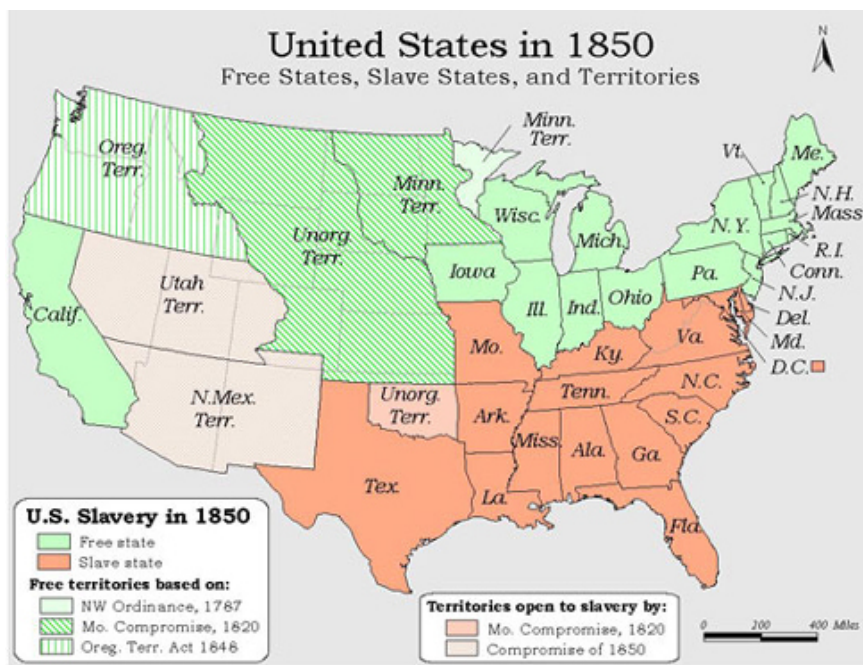 United States in 1850
Free States, Slave States, and Territories
N
Minn.
Terr.
Oreg.
Terr.
Vt.
Me.
Minn.
Terr.
N.H.
Mass
Wisc.
N.Y.
Unorg.
Terr.
Mich.
R.I.
Conn.
Iowa
Pa.
Utah
Terr.
N.J.
Calif.
Ill.
Ind.
Ohio
Del.
Md.
Mo.
Va.
D.C.
Ky.
N.Mex.
Terr.
Unorg.
Terr.
Tenn.
N.C.
Ark.
S.C.
Miss.
Ala.
Ga.
Tex.
La.
Fla.
U.S. Slavery in 1850
Free state
Slave state
Free territories based on:
NW Ordinance, 1787
Mo. Compromise, 1820
Oreg. Terr. Act 1848
Territories open to slavery by:
Mo. Compromise, 1820
Compromise of 1850
0 200 400 Miles